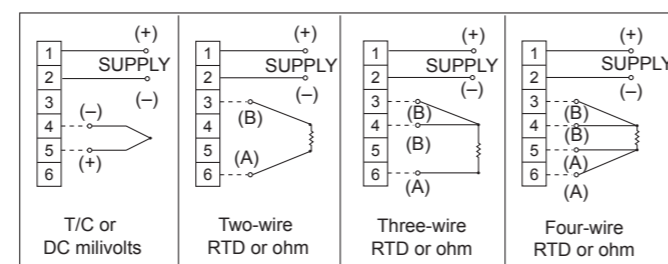 (+)
1
SUPPLY
2
(–)
3
(–)
4
5
(+)
6
T/C or
DC milivolts
(+)
1
SUPPLY
2
(–)
3
(B)
4
5
(A)
6
Two-wire
RTD or ohm
(+)
1
SUPPLY
2
(–)
3
(B)
4
(B)
5
6
(A)
Three-wire
RTD or ohm
(+)
1
SUPPLY
2
(–)
3
(B)
4
(B)
5
(A)
6
(A)
Four-wire
RTD or ohm